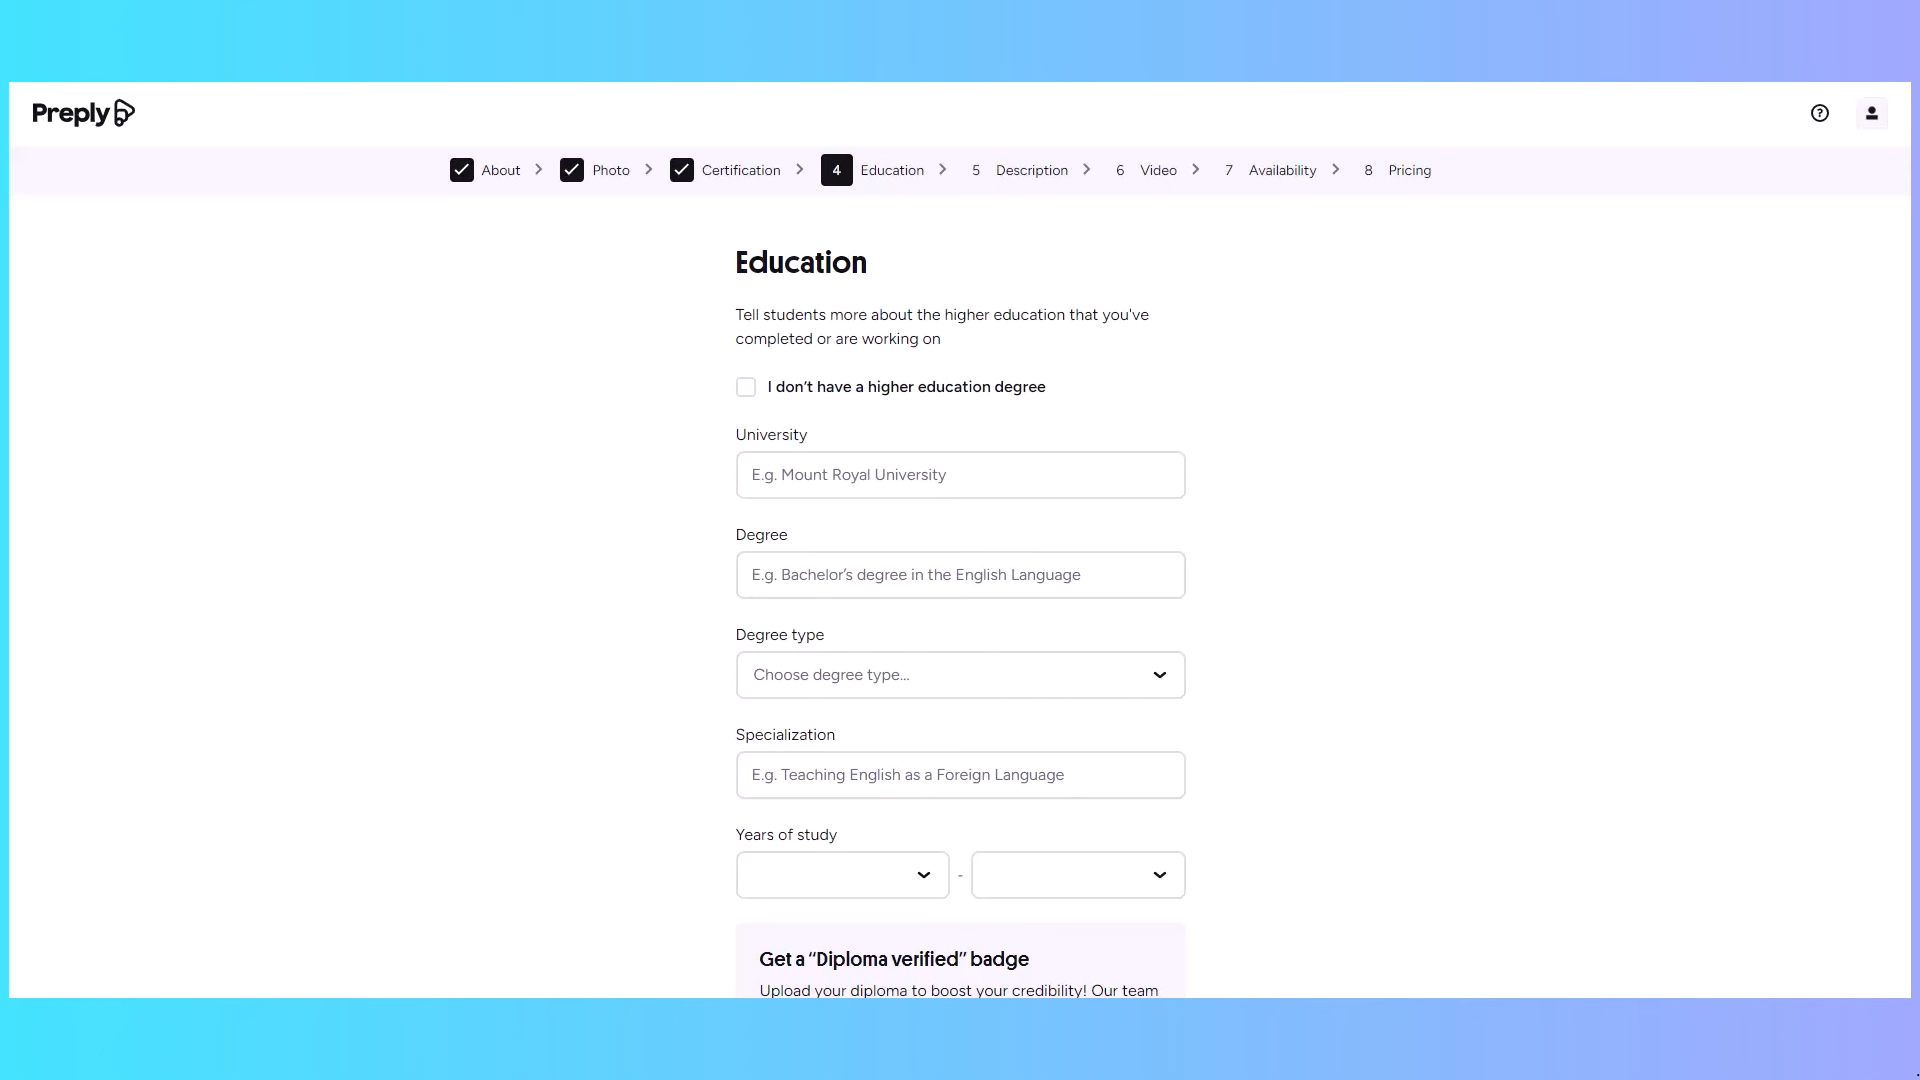 Preply
About > Photo > Certification > 4 Education > 5 Description > 6 Video > 7 Availability > 8 Pricing
Education
Tell students more about the higher education that you've
completed or are working on
I don’t have a higher education degree
University
E.g. Mount Royal University
Degree
E.g. Bachelor’s degree in the English Language
Degree type
Choose degree type...
Specialization
E.g. Teaching English as a Foreign Language
Years of study
-
Get a “Diploma verified” badge
Upload your diploma to boost your credibility! Our team